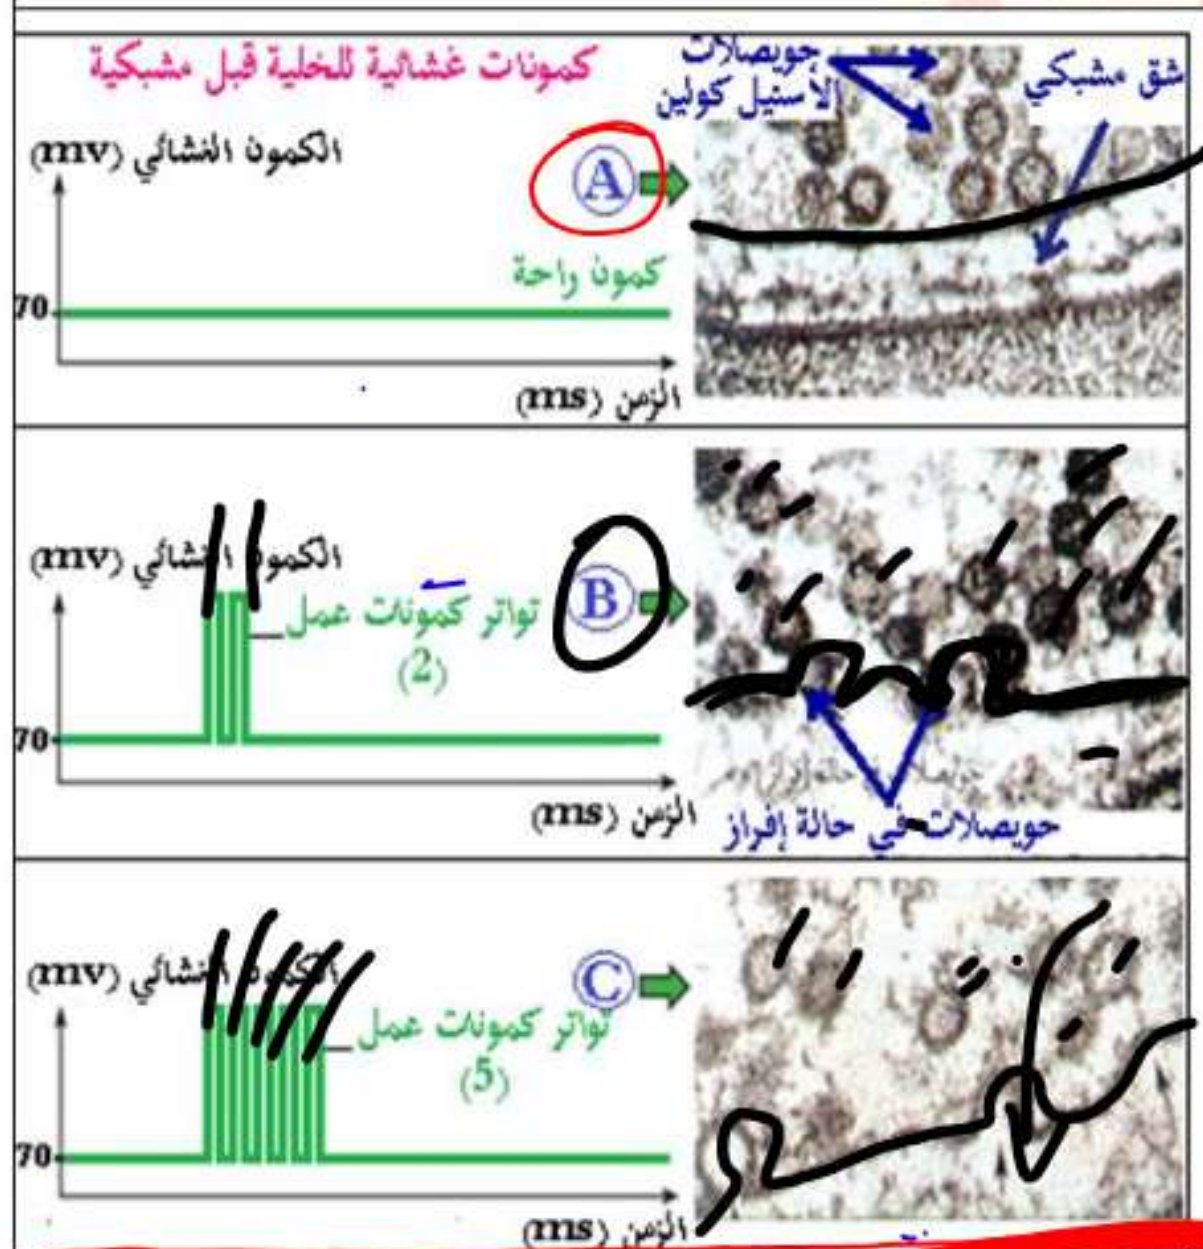 كمونات غشائية للخلية قبل مشبكية
حويصلات
الأستيل كولين
شق مشبكي
الكمون الغشائي (mv)
A
كمون راحة
70
الزمن (ms)
الكمون الغشائي (mv)
B
تواتر كمونات عمل
(2)
70
الزمن (ms)
حويصلات في حالة إفراز
الكمون الغشائي (mv)
C
تواتر كمونات عمل
(5)
70
الزمن (ms)